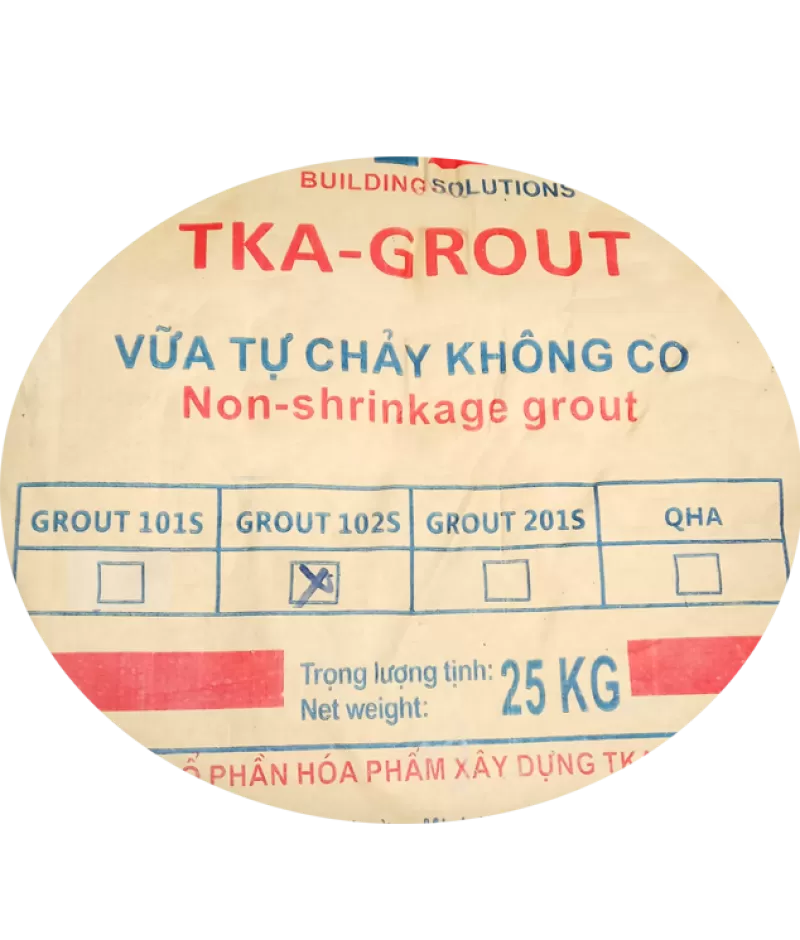 BUILDING SOLUTIONS
TKA-GROUT
VỮA TỰ CHẢY KHÔNG CO
Non-shrinkage grout
GROUT 101S GROUT 102S GROUT 201S QHA
Trọng lượng tịnh: 25 KG
Net weight:
PHẦN HÓA PHẨM XÂY DỰNG TKA